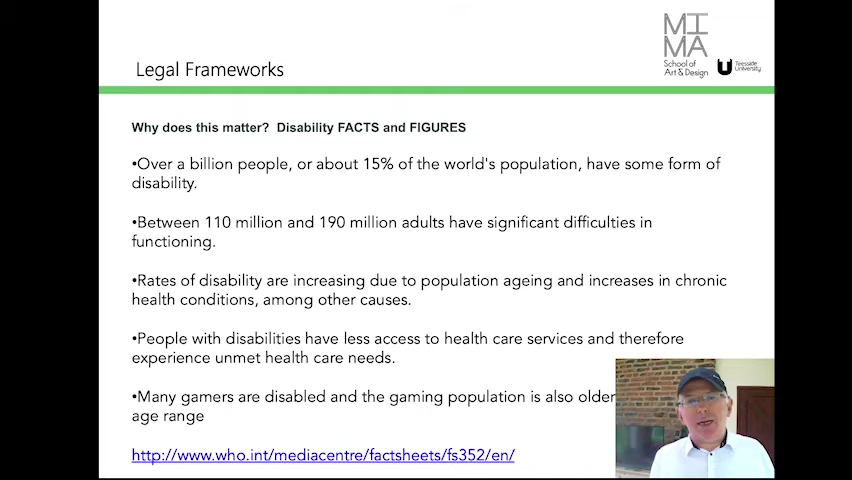 MI
MA
School of
Art & Design
Teesside
University
Legal Frameworks
Why does this matter? Disability FACTS and FIGURES
•Over a billion people, or about 15% of the world's population, have some form of
disability.
•Between 110 million and 190 million adults have significant difficulties in
functioning.
•Rates of disability are increasing due to population ageing and increases in chronic
health conditions, among other causes.
•People with disabilities have less access to health care services and therefore
experience unmet health care needs.
•Many gamers are disabled and the gaming population is also older
age range
http://www.who.int/mediacentre/factsheets/fs352/en/